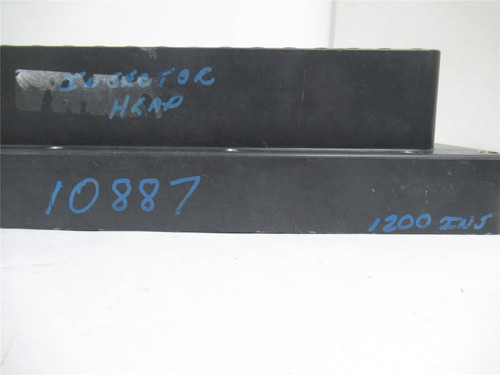 INJECTOR
HEAD
10887
1200 INJ